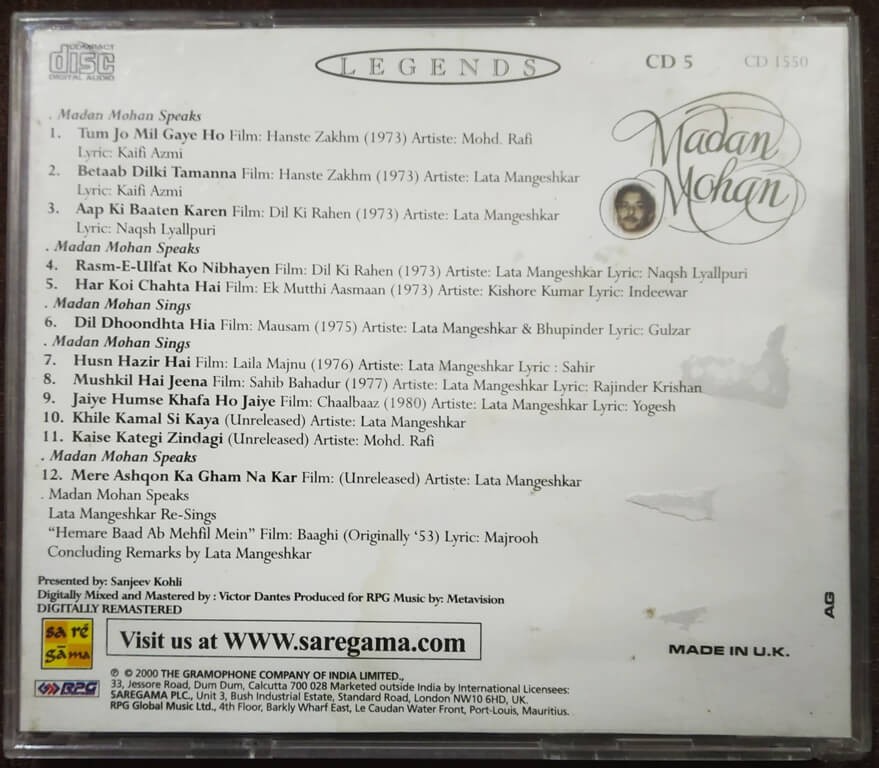 COMPACT
disc
DIGITAL AUDIO
LEGENDS
CD 5 CD 1550
Madan
Mohan
. Madan Mohan Speaks
1. Tum Jo Mil Gaye Ho Film: Hanste Zakhm (1973) Artiste: Mohd. Rafi
Lyric: Kaifi Azmi
2. Betaab Dilki Tamanna Film: Hanste Zakhm (1973) Artiste: Lata Mangeshkar
Lyric: Kaifi Azmi
3. Aap Ki Baaten Karen Film: Dil Ki Rahen (1973) Artiste: Lata Mangeshkar
Lyric: Naqsh Lyallpuri
. Madan Mohan Speaks
4. Rasm-E-Ulfat Ko Nibhayen Film: Dil Ki Rahen (1973) Artiste: Lata Mangeshkar Lyric: Naqsh Lyallpuri
5. Har Koi Chahta Hai Film: Ek Mutthi Aasmaan (1973) Artiste: Kishore Kumar Lyric: Indeewar
. Madan Mohan Sings
6. Dil Dhoondhta Hia Film: Mausam (1975) Artiste: Lata Mangeshkar & Bhupinder Lyric: Gulzar
. Madan Mohan Sings
7. Husn Hazir Hai Film: Laila Majnu (1976) Artiste: Lata Mangeshkar Lyric : Sahir
8. Mushkil Hai Jeena Film: Sahib Bahadur (1977) Artiste: Lata Mangeshkar Lyric: Rajinder Krishan
9. Jaiye Humse Khafa Ho Jaiye Film: Chaalbaaz (1980) Artiste: Lata Mangeshkar Lyric: Yogesh
10. Khile Kamal Si Kaya (Unreleased) Artiste: Lata Mangeshkar
11. Kaise Kategi Zindagi (Unreleased) Artiste: Mohd. Rafi
. Madan Mohan Speaks
12. Mere Ashqon Ka Gham Na Kar Film: (Unreleased) Artiste: Lata Mangeshkar
. Madan Mohan Speaks
Lata Mangeshkar Re-Sings
“Hemare Baad Ab Mehfil Mein” Film: Baaghi (Originally ‘53) Lyric: Majrooh
Concluding Remarks by Lata Mangeshkar
Presented by: Sanjeev Kohli
Digitally Mixed and Mastered by : Victor Dantes Produced for RPG Music by: Metavision
DIGITALLY REMASTERED
AG
sa ré
gāma
Visit us at WWW.saregama.com
MADE IN U.K.
RPG
℗ © 2000 THE GRAMOPHONE COMPANY OF INDIA LIMITED.,
33, Jessore Road, Dum Dum, Calcutta 700 028 Marketed outside India by International Licensees:
SAREGAMA PLC., Unit 3, Bush Industrial Estate, Standard Road, London NW10 6HD, UK.
RPG Global Music Ltd., 4th Floor, Barkly Wharf East, Le Caudan Water Front, Port-Louis, Mauritius.